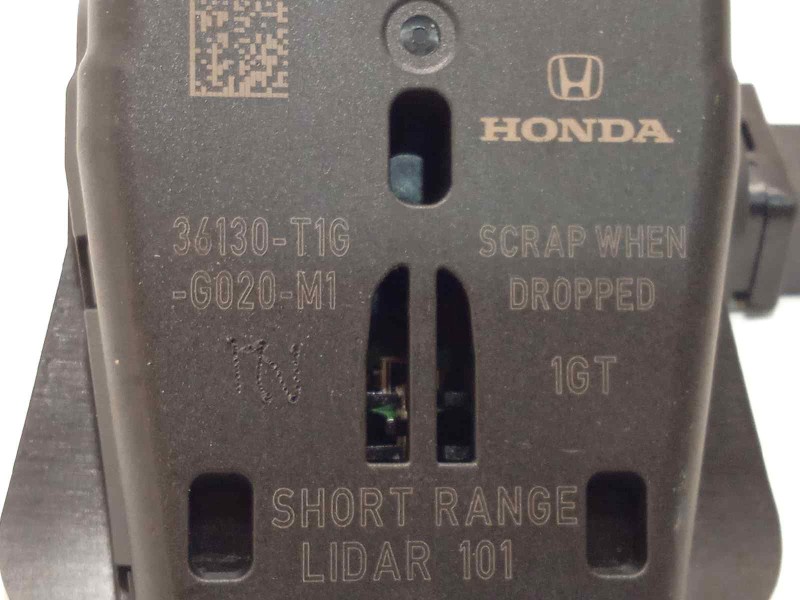 HONDA
36130-T1G
-G020-M1
SCRAP WHEN
DROPPED
1GT
SHORT RANGE
LIDAR 101